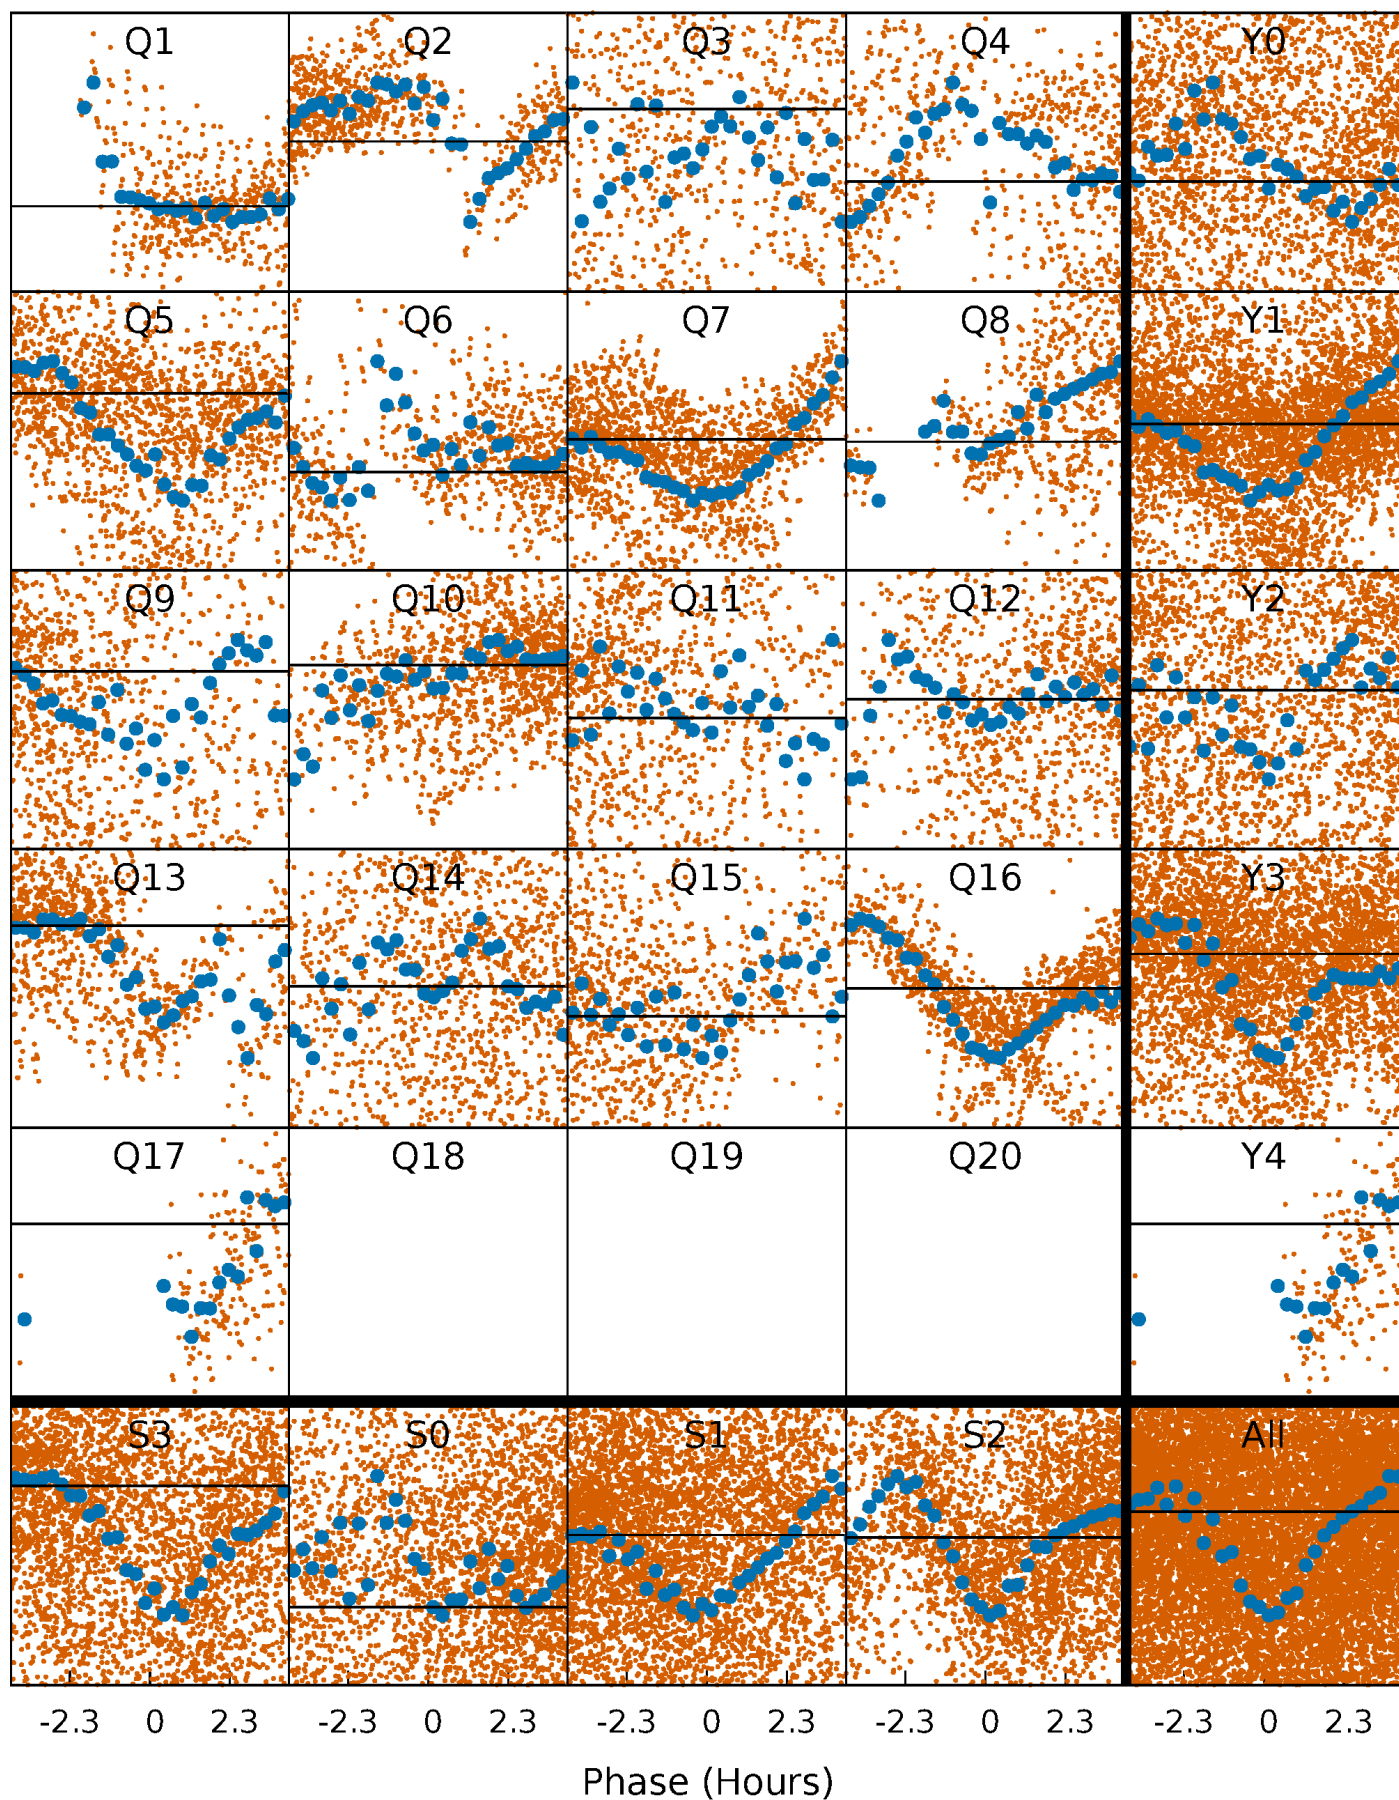 Q1 Q2 Q3 Q4 Y0
Q5 Q6 Q7 Q8 Y1
Q9 Q10 Q11 Q12 Y2
Q13 Q14 Q15 Q16 Y3
Q17 Q18 Q19 Q20 Y4
S3 S0 S1 S2 All
-2.3 0 2.3 -2.3 0 2.3 -2.3 0 2.3 -2.3 0 2.3 -2.3 0 2.3
Phase (Hours)